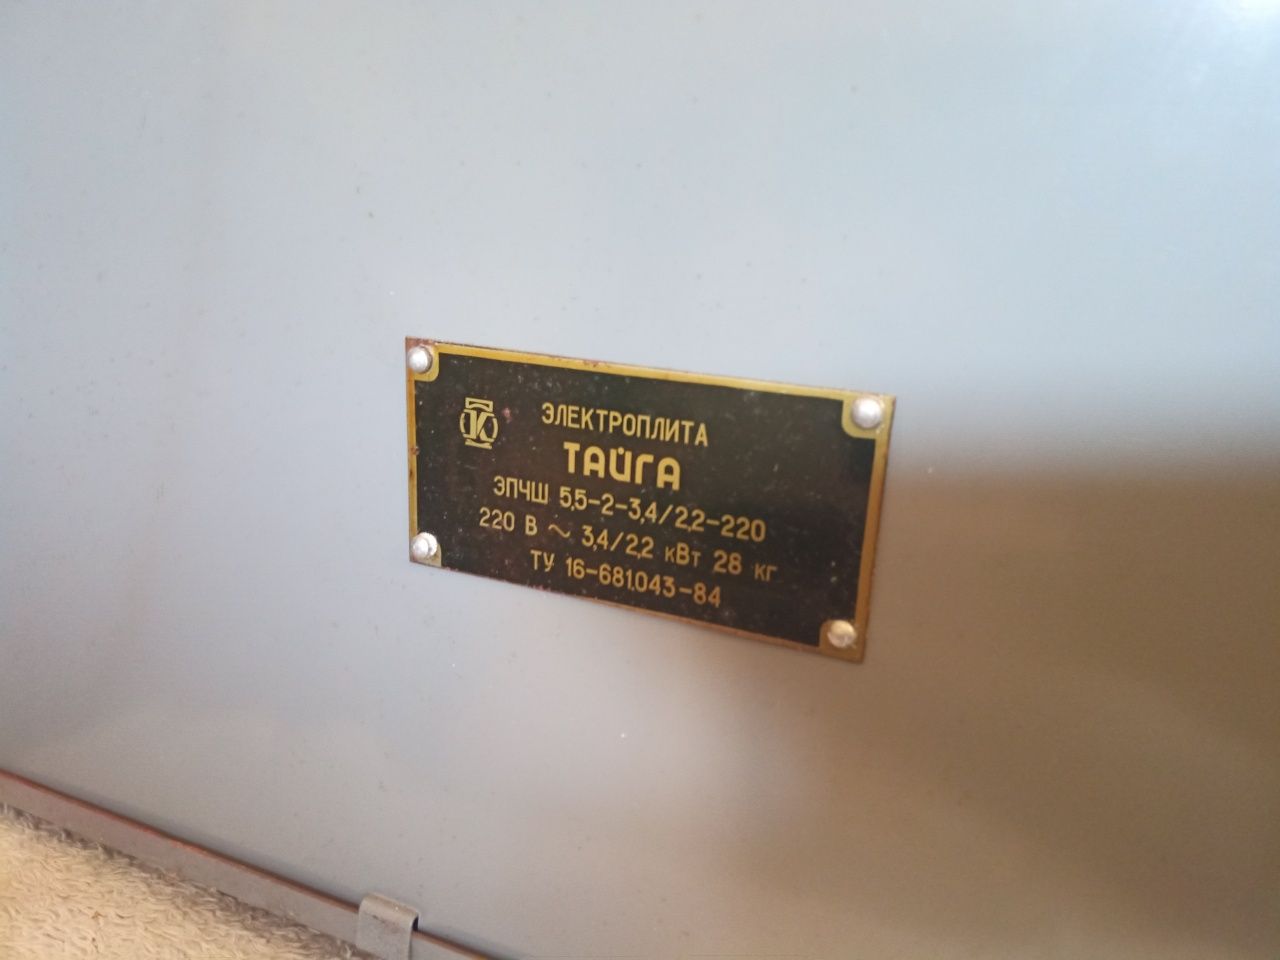 ЭЛЕКТРОПЛИТА
ТАЙГА
ЭПЧШ 5,5-2-3,4/2,2-220
220 В ~ 3,4/2,2 кВт 28 кг
ТУ 16-681.043-84